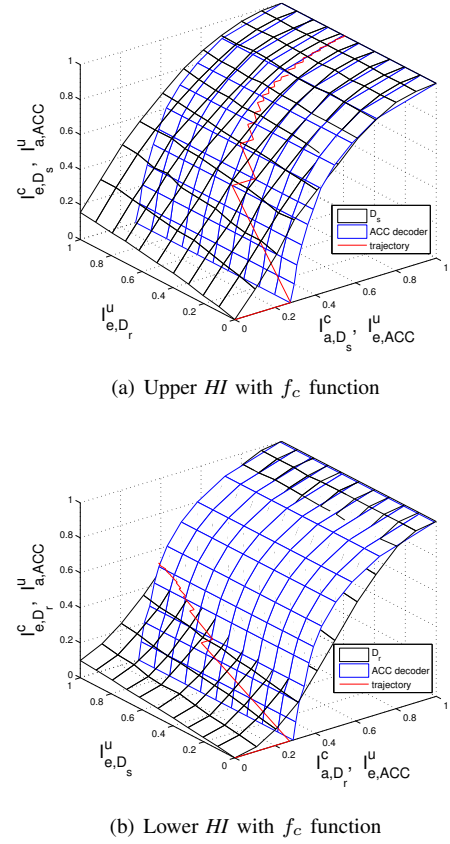 1
0.8
0.6
0.4
0.2
0
I^c_{e,D_s}, I^u_{a,ACC}
1
0.8
0.6
0.4
0.2
0
I^u_{e,D_r}
0
0.2
0.4
0.6
0.8
1
I^c_{a,D_s}, I^u_{e,ACC}
D_s
ACC decoder
trajectory
(a) Upper HI with f_c function
1
0.8
0.6
0.4
0.2
0
I^c_{e,D_r}, I^u_{a,ACC}
1
0.8
0.6
0.4
0.2
0
I^u_{e,D_s}
0
0.2
0.4
0.6
0.8
1
I^c_{a,D_r}, I^u_{e,ACC}
D_r
ACC decoder
trajectory
(b) Lower HI with f_c function